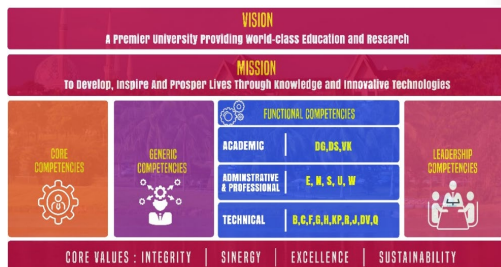 VISION
A Premier University Providing World-class Education and Research
MISSION
To Develop, Inspire And Prosper Lives Through Knowledge and Innovative Technologies
CORE
COMPETENCIES
GENERIC
COMPETENCIES
FUNCTIONAL COMPETENCIES
ACADEMIC
DG,DS,VK
ADMINSTRATIVE
& PROFESSIONAL
E, N, S, U, W
TECHNICAL
B,C,F,G,H,KP,R,J,DV,Q
LEADERSHIP
COMPETENCIES
CORE VALUES : INTEGRITY | SINERGY | EXCELLENCE | SUSTAINABILITY